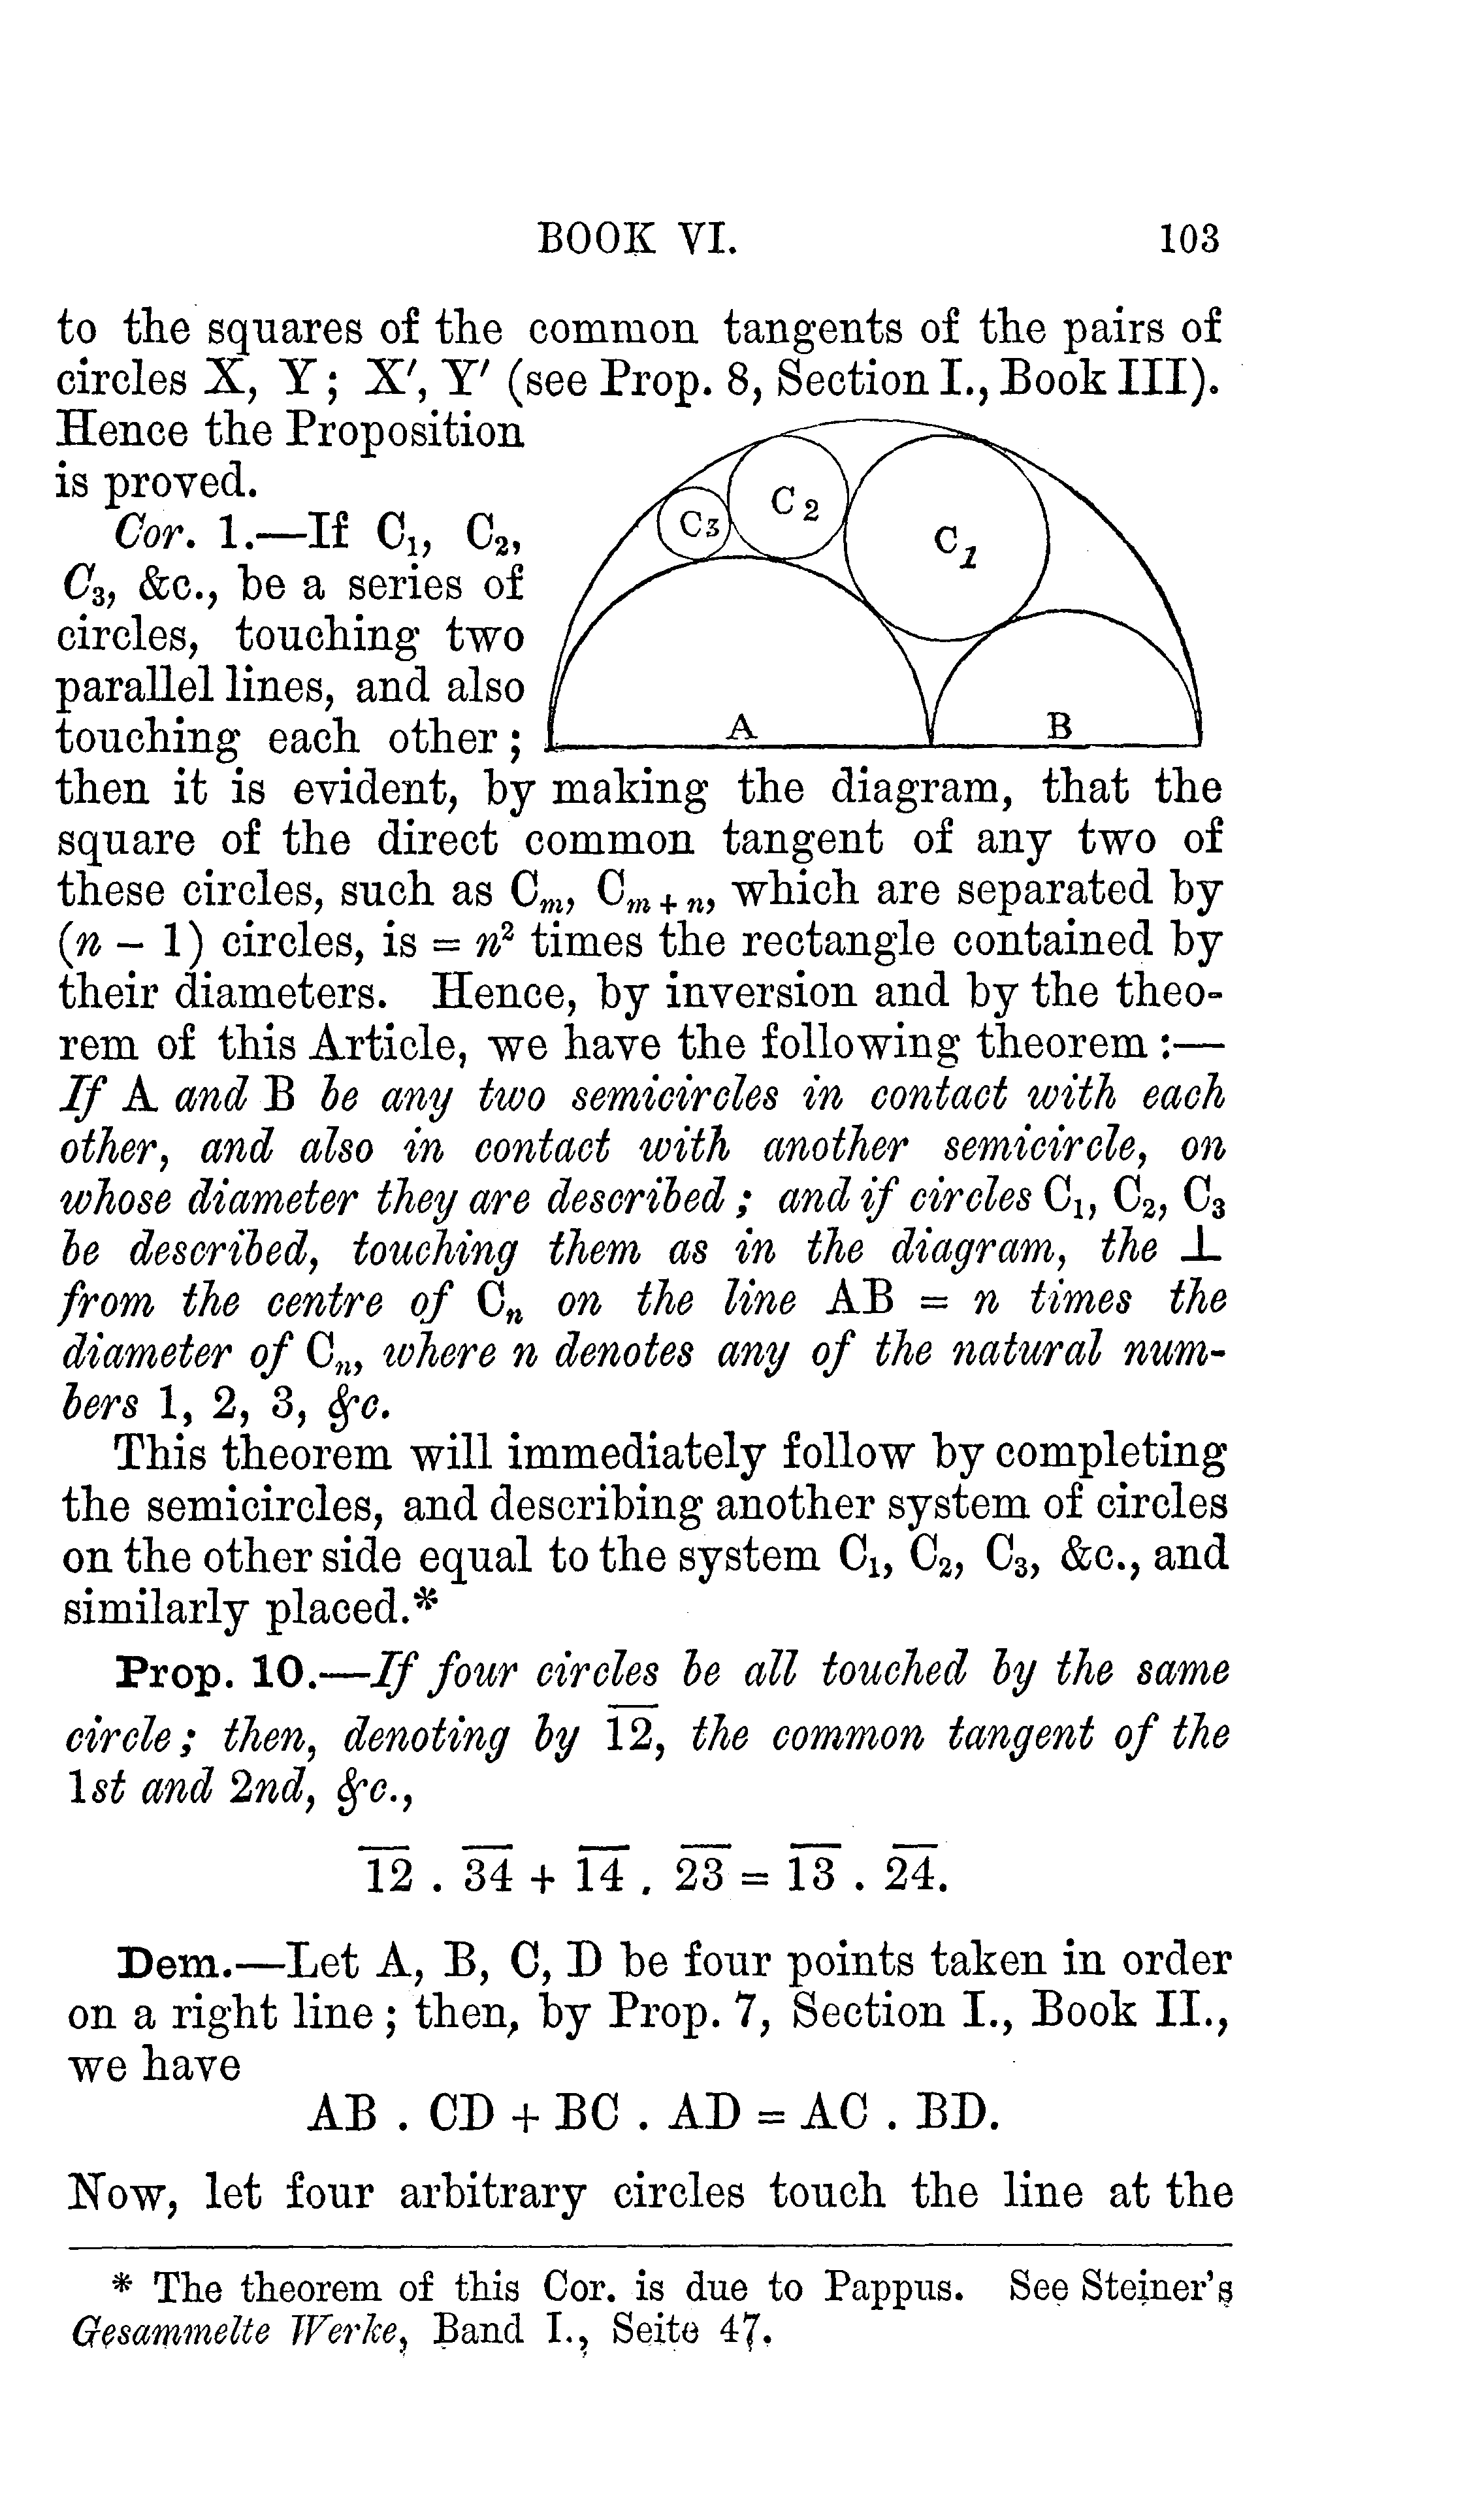 BOOK VI. 103
to the squares of the common tangents of the pairs of
circles X, Y; X′, Y′ (see Prop. 8, Section I., Book III).
Hence the Proposition
is proved.
Cor. 1.—If C₁, C₂,
C₃, &c., be a series of
circles, touching two
parallel lines, and also
touching each other;
C3 C2 C1
A B
then it is evident, by making the diagram, that the
square of the direct common tangent of any two of
these circles, such as Cₘ, Cₘ₊ₙ, which are separated by
(n − 1) circles, is = n² times the rectangle contained by
their diameters. Hence, by inversion and by the theo-
rem of this Article, we have the following theorem :—
If A and B be any two semicircles in contact with each
other, and also in contact with another semicircle, on
whose diameter they are described; and if circles C₁, C₂, C₃
be described, touching them as in the diagram, the ⊥
from the centre of Cₙ on the line AB = n times the
diameter of Cₙ, where n denotes any of the natural num-
bers 1, 2, 3, &c.
This theorem will immediately follow by completing
the semicircles, and describing another system of circles
on the other side equal to the system C₁, C₂, C₃, &c., and
similarly placed.*
Prop. 10.—If four circles be all touched by the same
circle; then, denoting by 1̅2̅, the common tangent of the
1st and 2nd, &c.,
1̅2̅ . 3̅4̅ + 1̅4̅ . 2̅3̅ = 1̅3̅ . 2̅4̅.
Dem.—Let A, B, C, D be four points taken in order
on a right line; then, by Prop. 7, Section I., Book II.,
we have
AB . CD + BC . AD = AC . BD.
Now, let four arbitrary circles touch the line at the
* The theorem of this Cor. is due to Pappus. See Steiner's
Gesammelte Werke, Band I., Seite 47.